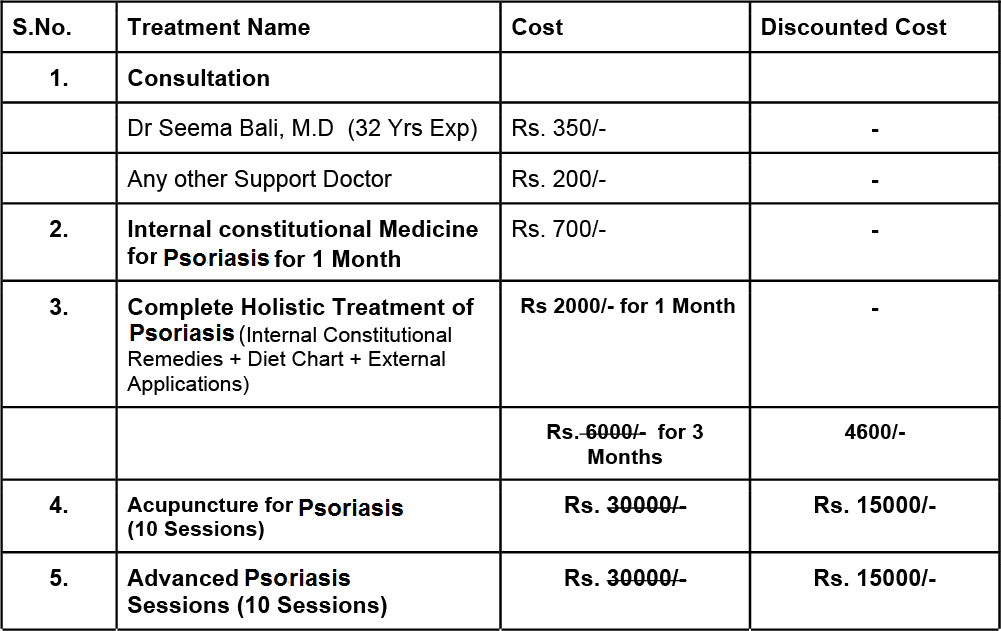 S.No. Treatment Name Cost Discounted Cost
1. Consultation
Dr Seema Bali, M.D (32 Yrs Exp) Rs. 350/- -
Any other Support Doctor Rs. 200/- -
2. Internal constitutional Medicine Rs. 700/- -
for Psoriasis for 1 Month
3. Complete Holistic Treatment of Rs 2000/- for 1 Month -
Psoriasis (Internal Constitutional
Remedies + Diet Chart + External
Applications)
Rs. 6000/- for 3 4600/-
Months
4. Acupuncture for Psoriasis Rs. 30000/- Rs. 15000/-
(10 Sessions)
5. Advanced Psoriasis Rs. 30000/- Rs. 15000/-
Sessions (10 Sessions)